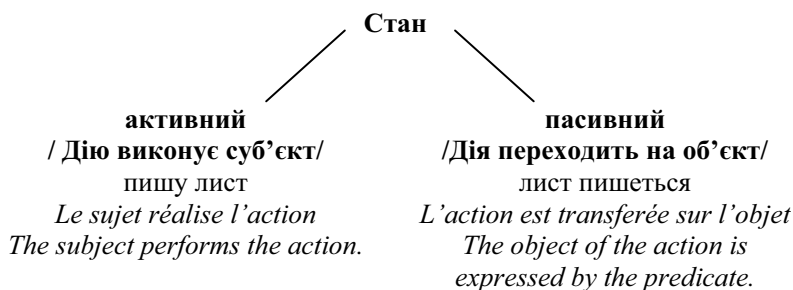 Стан
активний
/ Дію виконує суб’єкт/
пишу лист
Le sujet réalise l’action
The subject performs the action.
пасивний
/Дія переходить на об’єкт/
лист пишеться
L’action est transferée sur l’objet
The object of the action is
expressed by the predicate.